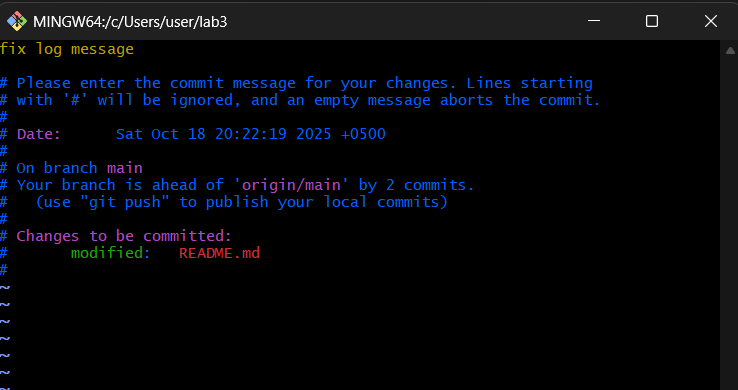 MINGW64:/c/Users/user/lab3
fix log message
# Please enter the commit message for your changes. Lines starting
# with '#' will be ignored, and an empty message aborts the commit.
#
# Date:      Sat Oct 18 20:22:19 2025 +0500
#
# On branch main
# Your branch is ahead of 'origin/main' by 2 commits.
#   (use "git push" to publish your local commits)
#
# Changes to be committed:
#       modified:   README.md
#
~
~
~
~
~
~